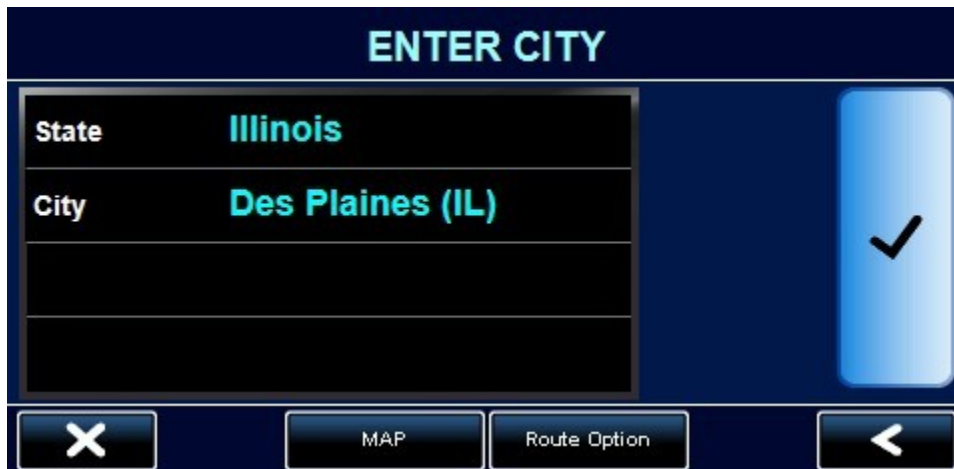 ENTER CITY
State Illinois
City Des Plaines (IL)
MAP Route Option